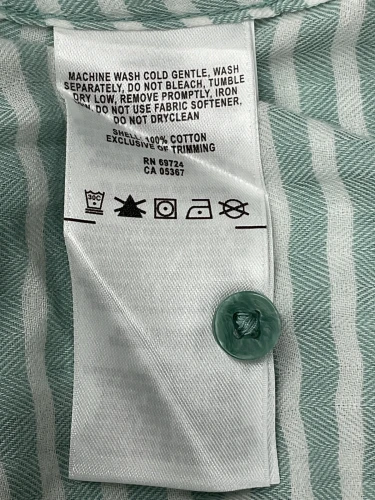 MACHINE WASH COLD GENTLE, WASH
SEPARATELY, DO NOT BLEACH, TUMBLE
DRY LOW, REMOVE PROMPTLY, IRON
DO NOT USE FABRIC SOFTENER,
DO NOT DRYCLEAN
SHELL: 100% COTTON
EXCLUSIVE OF TRIMMING
RN 69724
CA 05367
30C